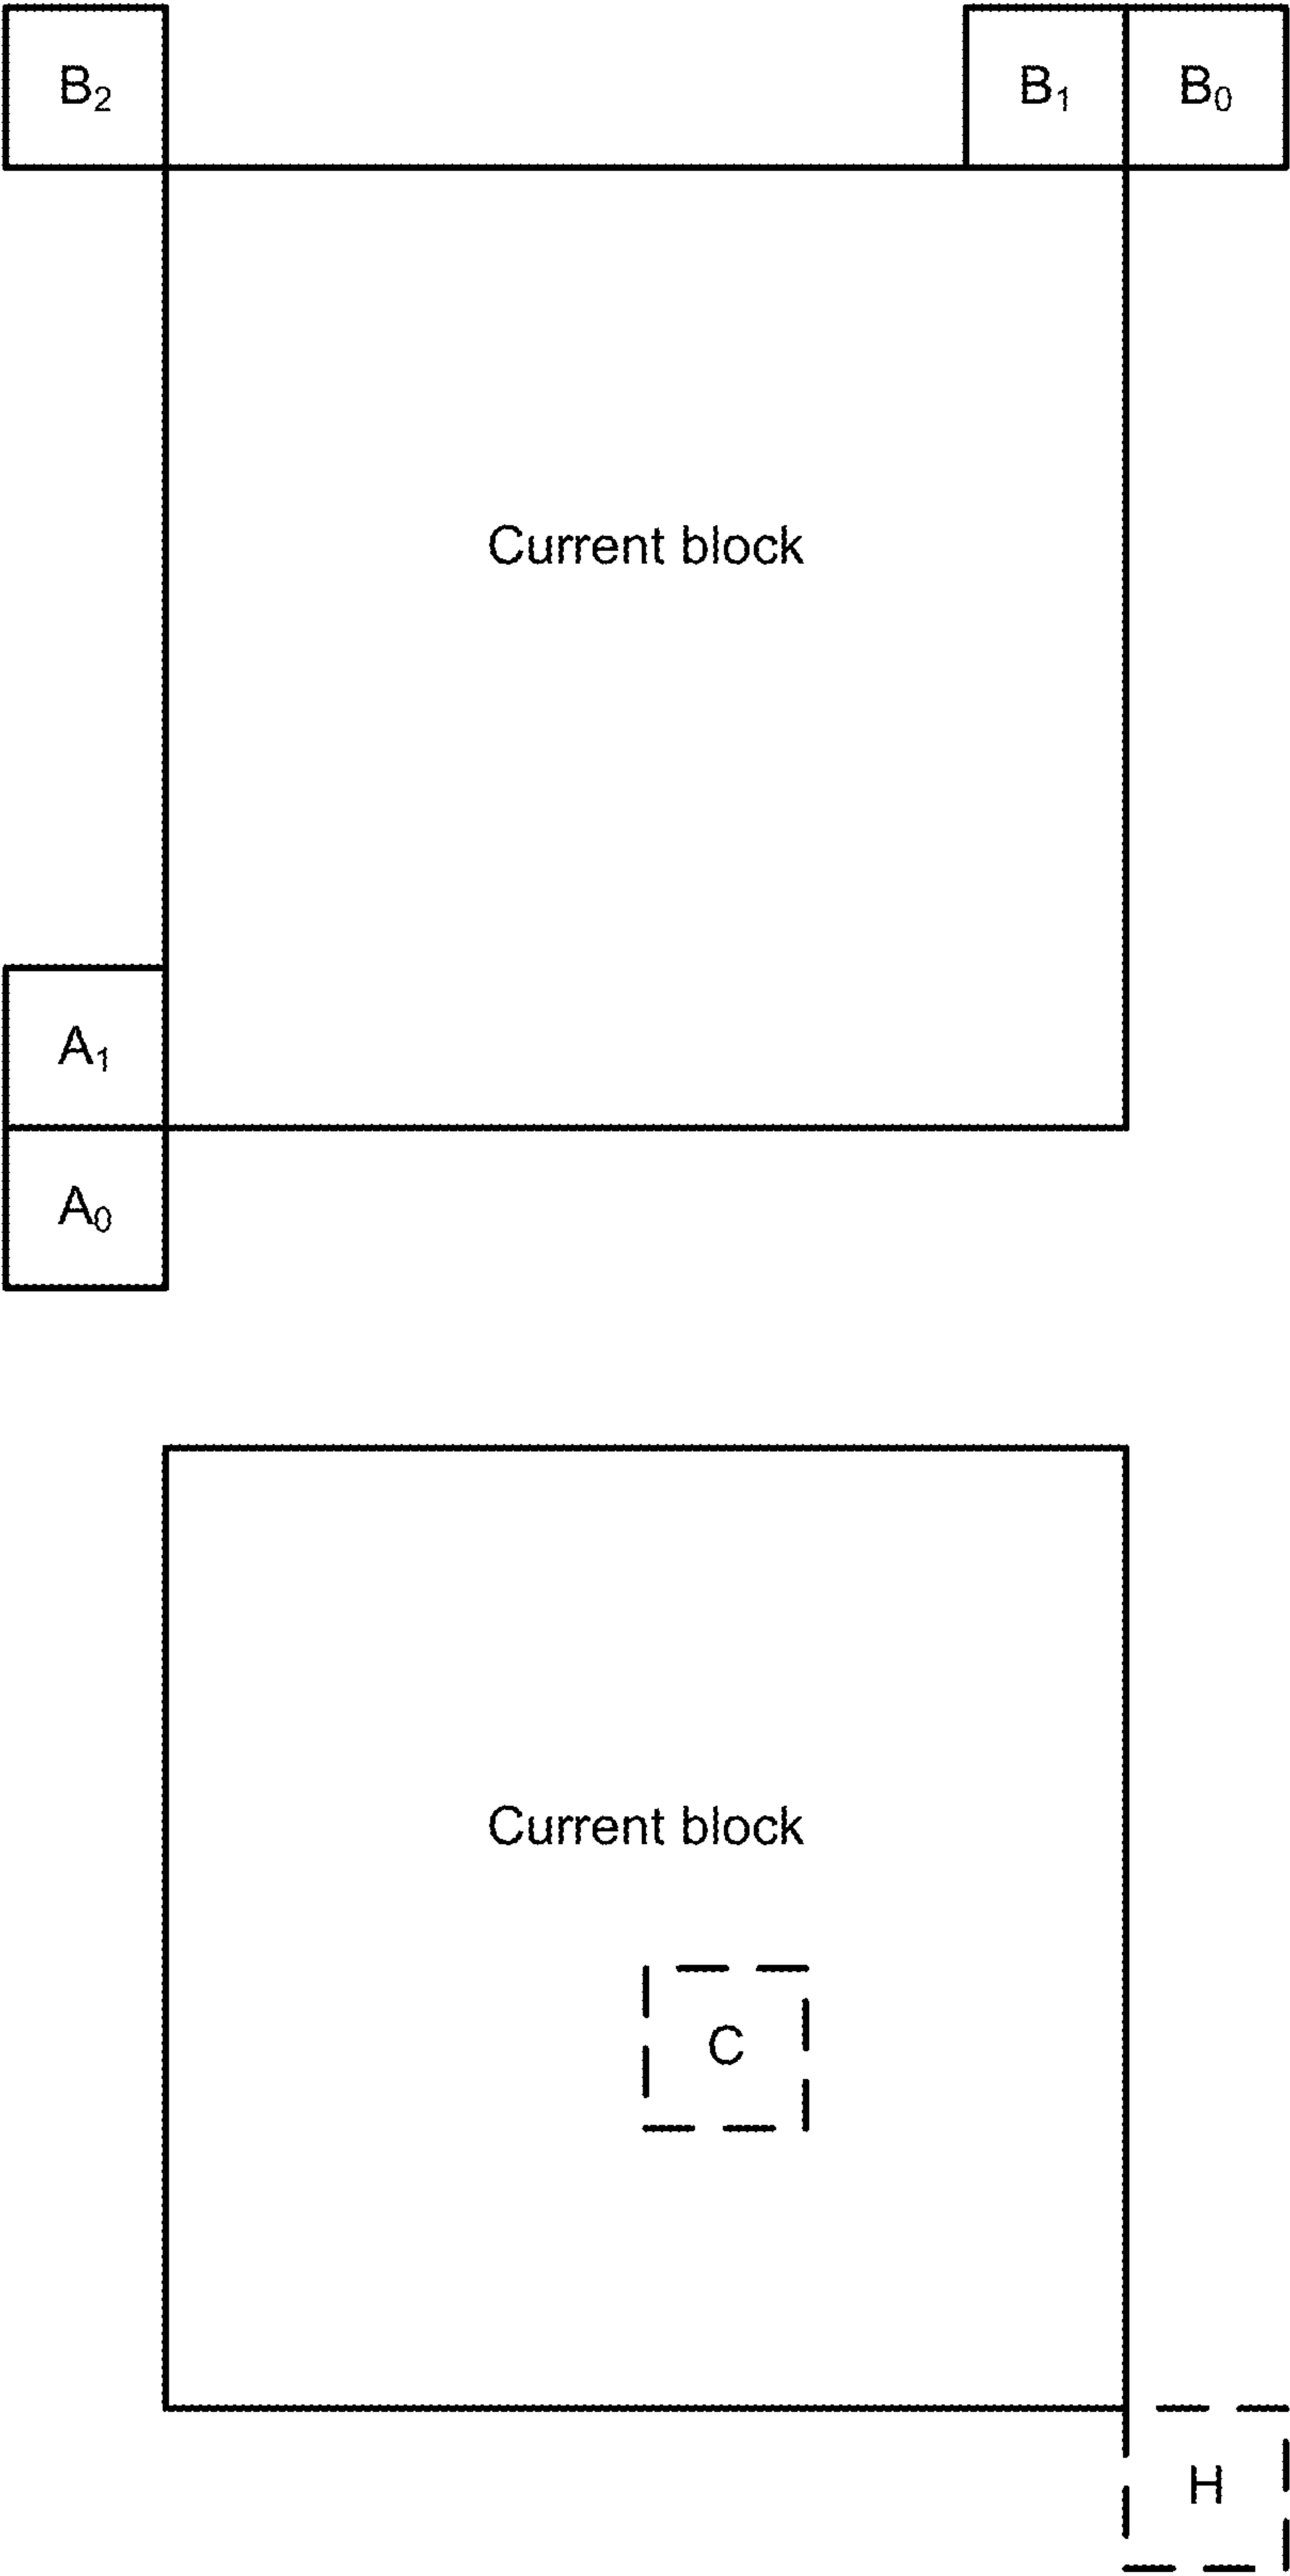 B₂ B₁ B₀
Current block
A₁
A₀
Current block
C
H